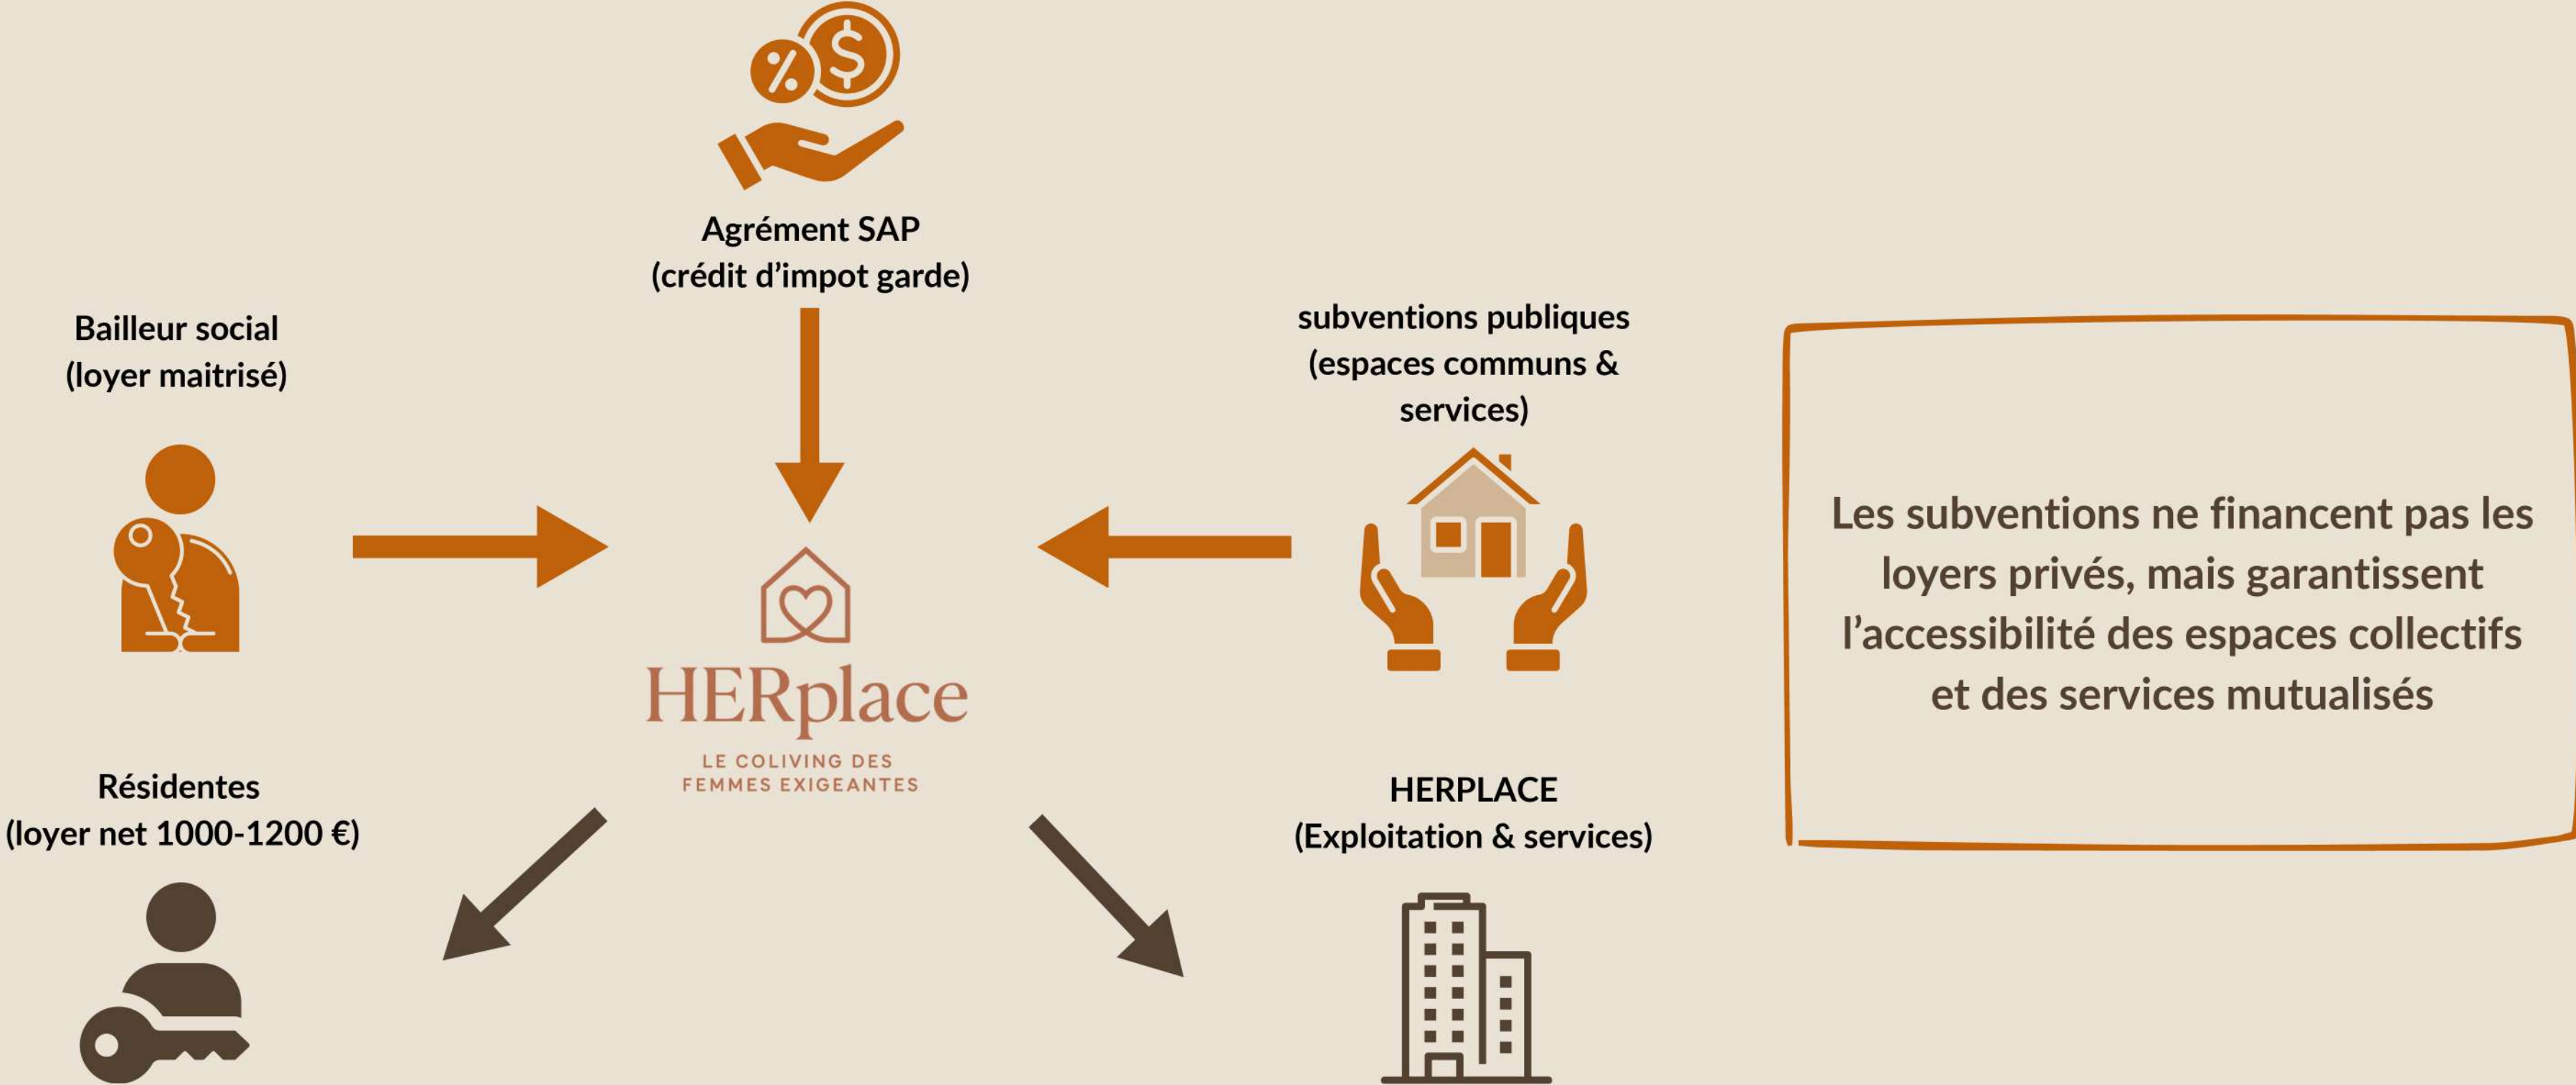 Agrément SAP
(crédit d'impot garde)
Bailleur social
(loyer maitrisé)
subventions publiques
(espaces communs &
services)
HERplace
LE COLIVING DES
FEMMES EXIGEANTES
Résidentes
(loyer net 1000-1200 €)
HERPLACE
(Exploitation & services)
Les subventions ne financent pas les
loyers privés, mais garantissent
l'accessibilité des espaces collectifs
et des services mutualisés